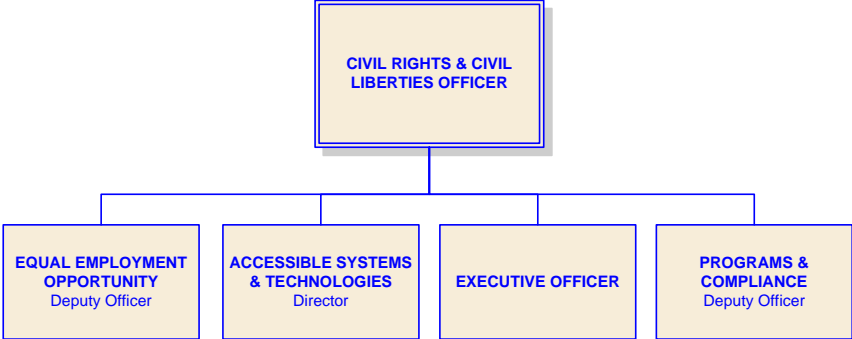 CIVIL RIGHTS & CIVIL
LIBERTIES OFFICER
EQUAL EMPLOYMENT
OPPORTUNITY
Deputy Officer
ACCESSIBLE SYSTEMS
& TECHNOLOGIES
Director
EXECUTIVE OFFICER
PROGRAMS &
COMPLIANCE
Deputy Officer